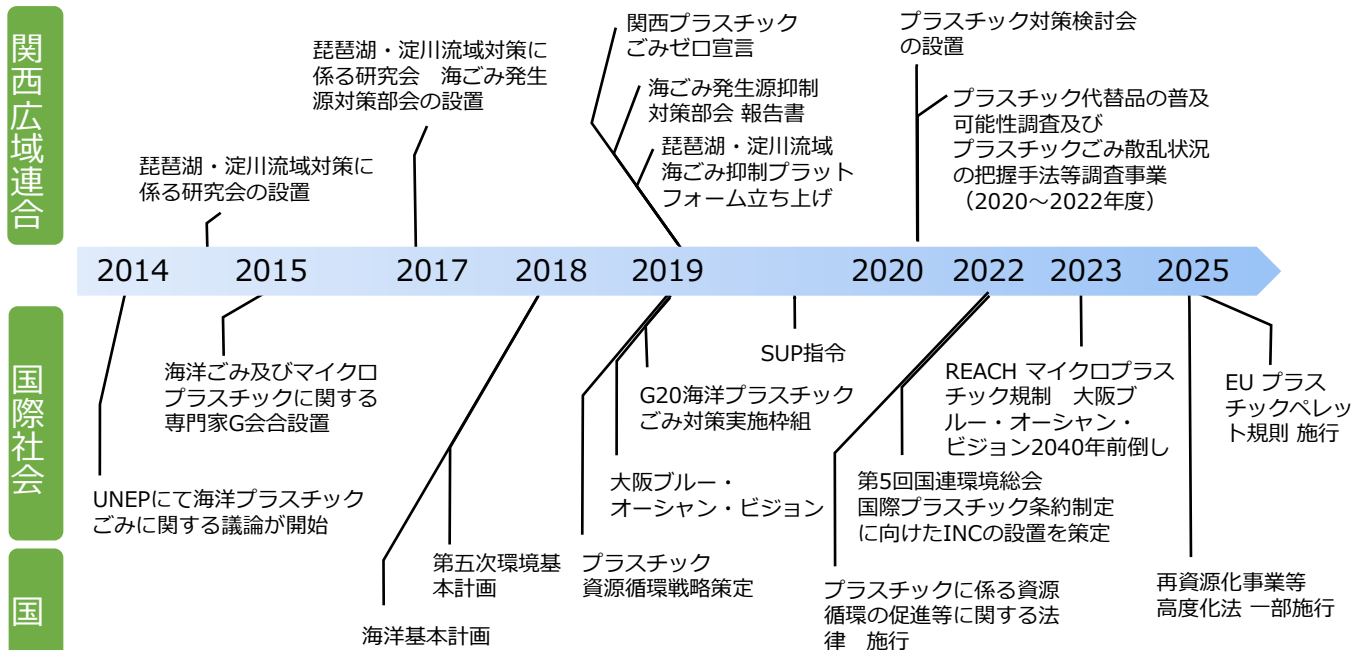 関西広域連合
琵琶湖・淀川流域対策に
係る研究会の設置
琵琶湖・淀川流域対策に
係る研究会　海ごみ発生
源対策部会の設置
関西プラスチック
ごみゼロ宣言
海ごみ発生源抑制
対策部会 報告書
琵琶湖・淀川流域
海ごみ抑制プラット
フォーム立ち上げ
プラスチック対策検討会
の設置
プラスチック代替品の普及
可能性調査及び
プラスチックごみ散乱状況
の把握手法等調査事業
（2020～2022年度）
2014
2015
2017
2018
2019
2020
2022
2023
2025
国際社会
UNEPにて海洋プラスチック
ごみに関する議論が開始
海洋ごみ及びマイクロ
プラスチックに関する
専門家G会合設置
G20海洋プラスチック
ごみ対策実施枠組
大阪ブルー・
オーシャン・ビジョン
SUP指令
第5回国連環境総会
国際プラスチック条約制定
に向けたINCの設置を策定
REACH マイクロプラス
チック規制　大阪ブ
ルー・オーシャン・
ビジョン2040年前倒し
EU プラス
チックペレッ
ト規則 施行
国
海洋基本計画
第五次環境基
本計画
プラスチック
資源循環戦略策定
プラスチックに係る資源
循環の促進等に関する法
律　施行
再資源化事業等
高度化法 一部施行